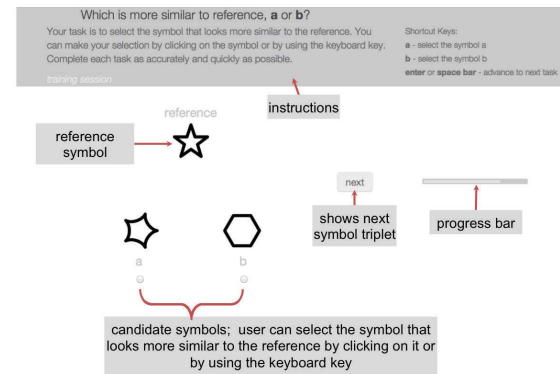 Which is more similar to reference, a or b?
Your task is to select the symbol that looks more similar to the reference. You
can make your selection by clicking on the symbol or by using the keyboard key.
Complete each task as accurately and quickly as possible.
training session
Shortcut Keys:
a - select the symbol a
b - select the symbol b
enter or space bar - advance to next task
instructions
reference
reference
symbol
next
shows next
symbol triplet
progress bar
a
b
candidate symbols; user can select the symbol that
looks more similar to the reference by clicking on it or
by using the keyboard key